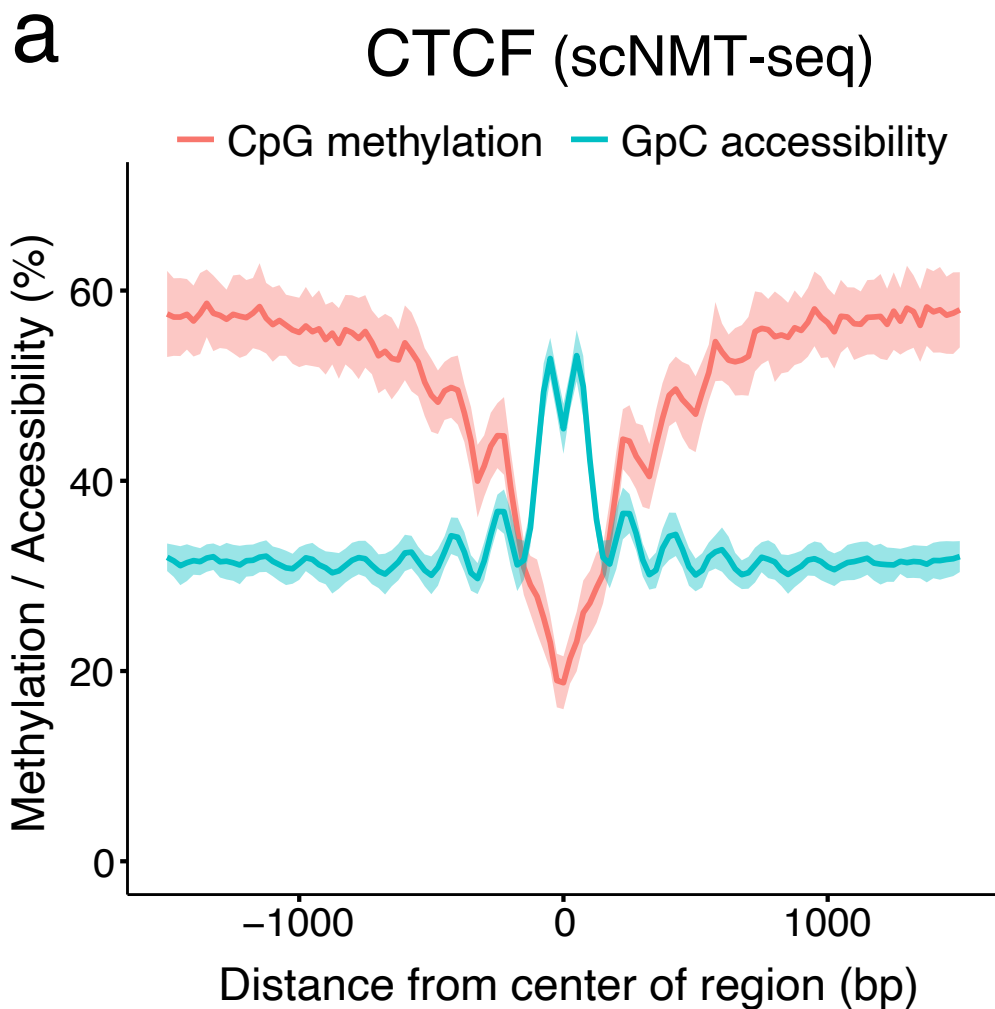 a
CTCF (scNMT-seq)
CpG methylation GpC accessibility
Methylation / Accessibility (%)
60
40
20
0
−1000 0 1000
Distance from center of region (bp)